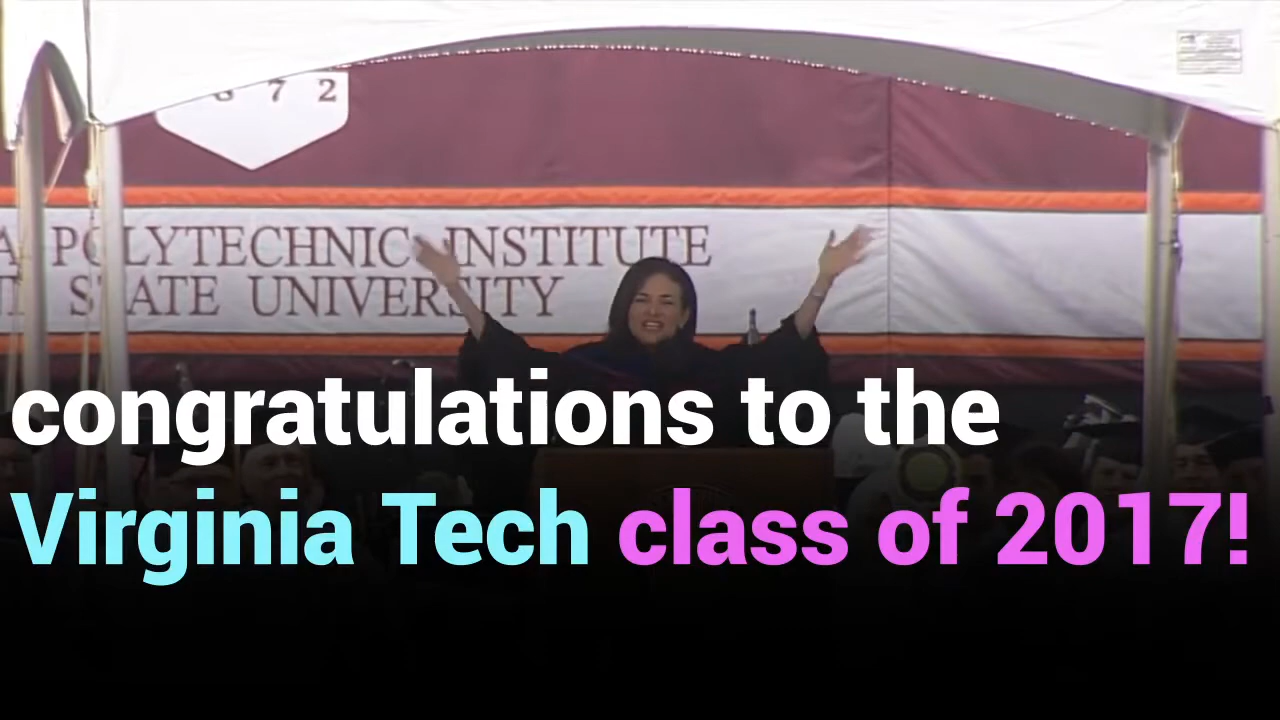 872
A POLYTECHNIC INSTITUTE
STATE UNIVERSITY
congratulations to the
Virginia Tech class of 2017!